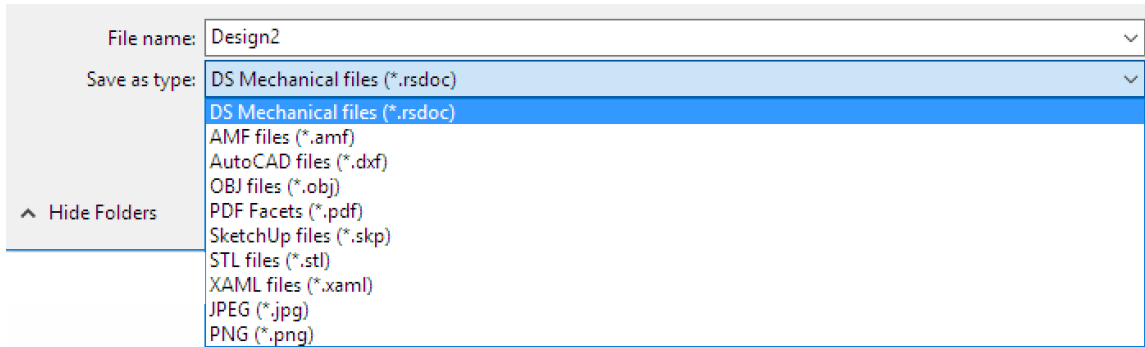 File name: Design2
Save as type: DS Mechanical files (*.rsdoc)
DS Mechanical files (*.rsdoc)
AMF files (*.amf)
AutoCAD files (*.dxf)
OBJ files (*.obj)
Hide Folders
PDF Facets (*.pdf)
SketchUp files (*.skp)
STL files (*.stl)
XAML files (*.xaml)
JPEG (*.jpg)
PNG (*.png)